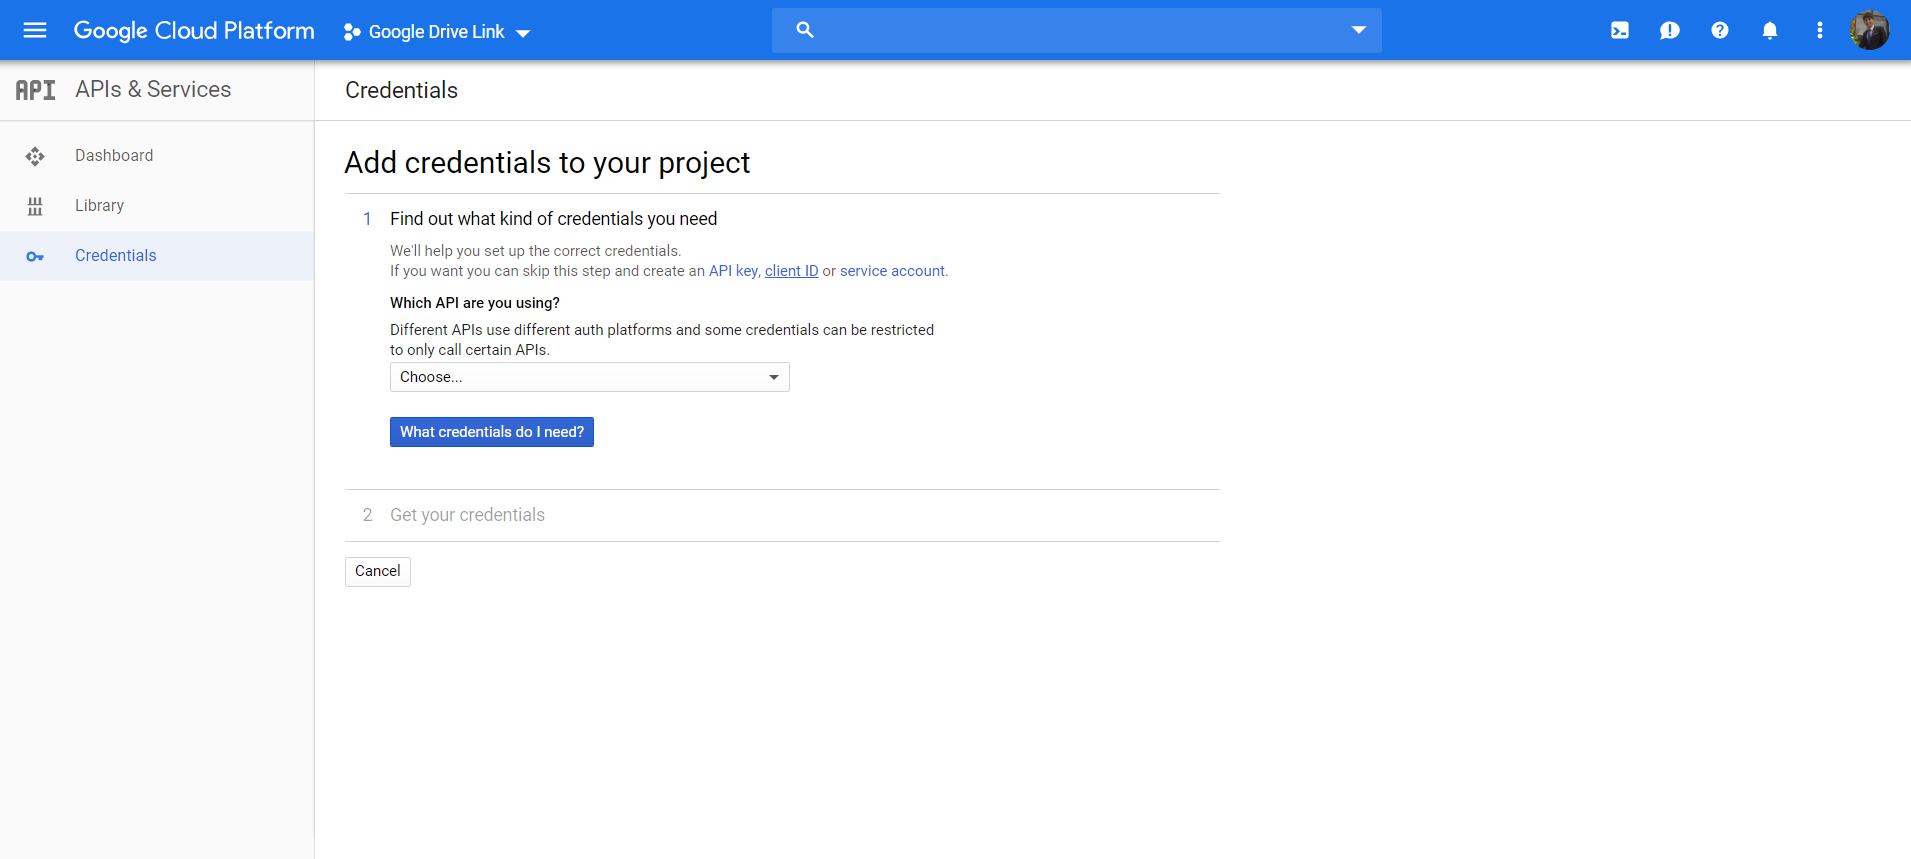 Google Cloud Platform
Google Drive Link
API APIs & Services
Dashboard
Library
Credentials
Credentials
Add credentials to your project
1 Find out what kind of credentials you need
We'll help you set up the correct credentials.
If you want you can skip this step and create an API key, client ID or service account.
Which API are you using?
Different APIs use different auth platforms and some credentials can be restricted
to only call certain APIs.
Choose...
What credentials do I need?
2 Get your credentials
Cancel